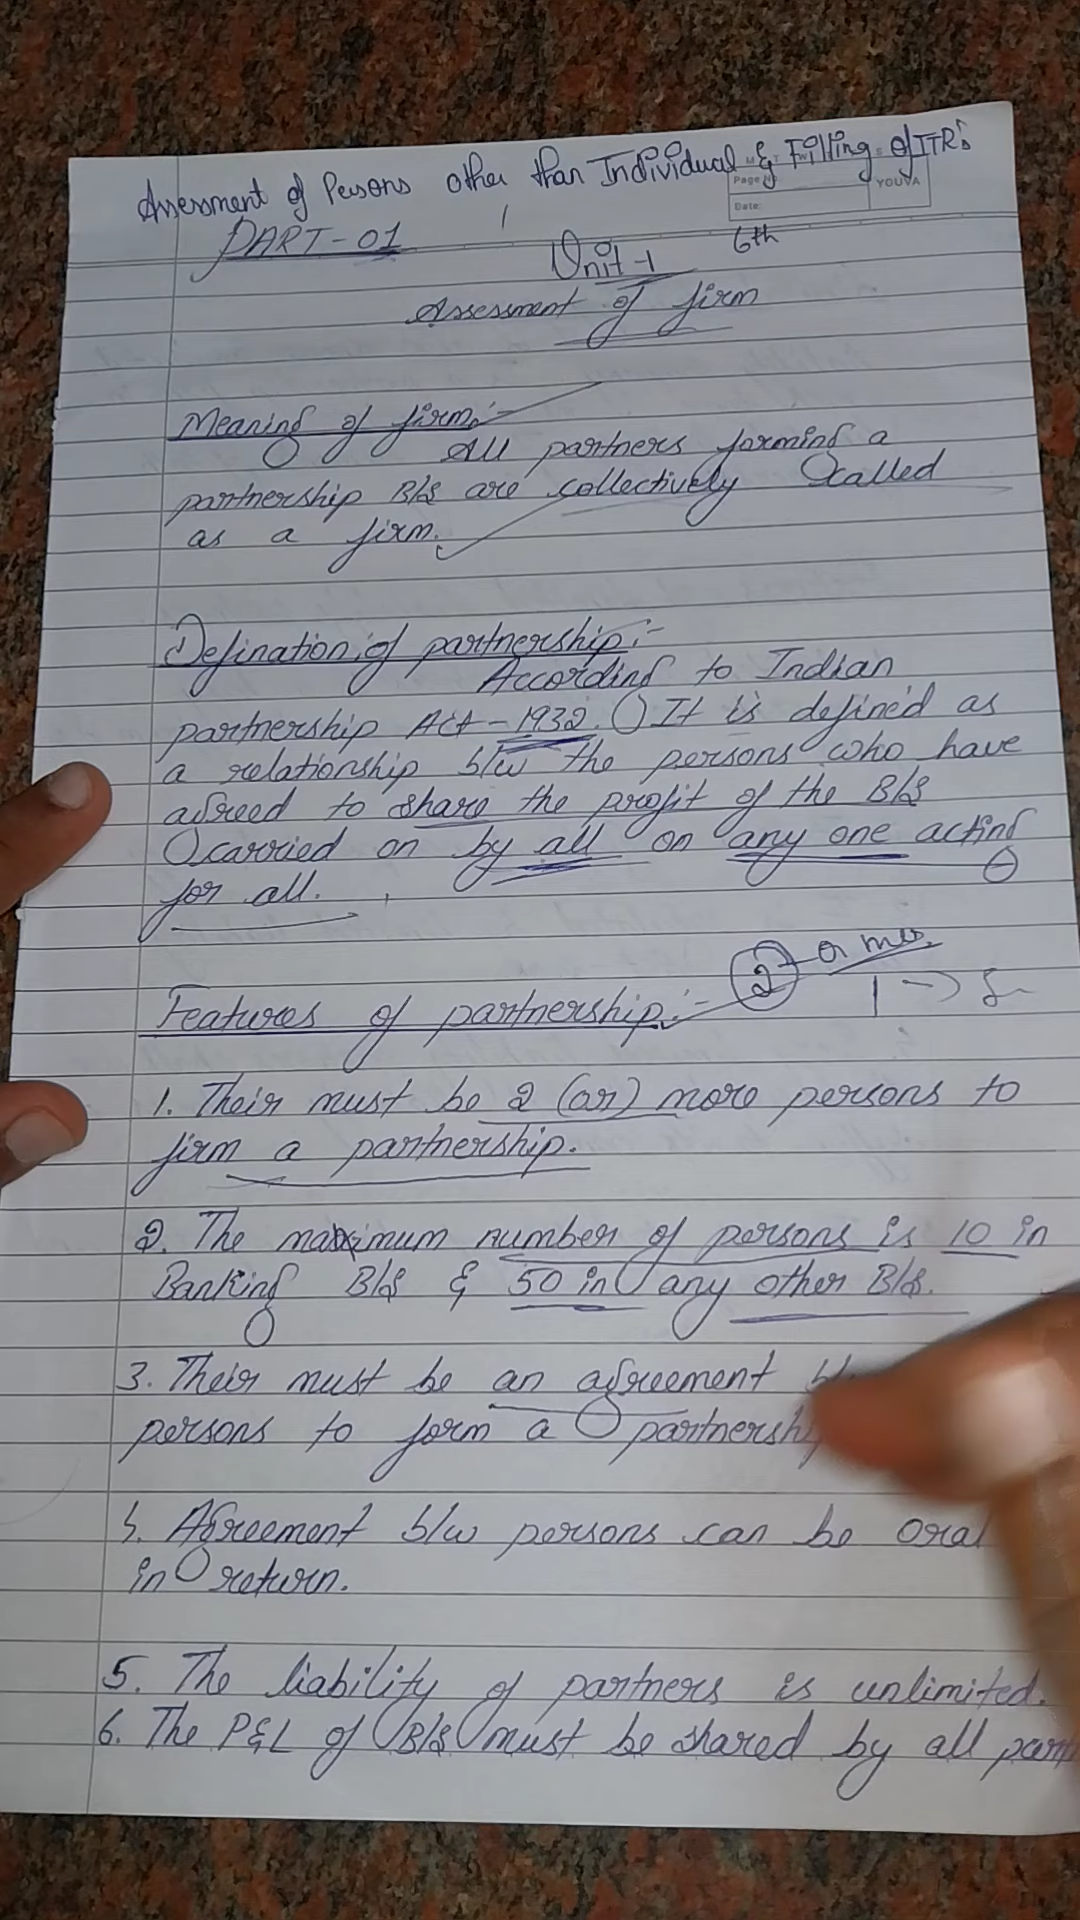 Assessment of Persons other than Individual & Filling of ITR's
Page No
YOUVA
Date:
PART-01
6th
Unit-1
Assessment of firm
Meaning of firm:-
All partners forming a
partnership B/S are collectively called
as a firm.
Defination of partnership:-
According to Indian
partnership Act-1932. It is defined as
a relationship b/w the persons who have
agreed to share the profit of the B/S
carried on by all on any one acting
for all.
2 or
Features of partnership:-
1. Their must be 2 (or) more persons to
firm a partnership.
2. The maximum number of persons is 10 in
Banking B/S & 50 in any other B/S.
3. Their must be an agreement
persons to form a
4. Agreement b/w persons can be oral
in return.
5. The liability of partners is unlimited.
6. The P&L of B/S must be shared by all